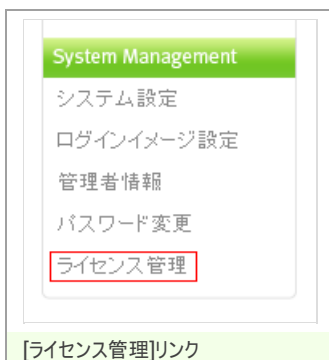 System Management
システム設定
ログインイメージ設定
管理者情報
パスワード変更
ライセンス管理
[ライセンス管理]リンク